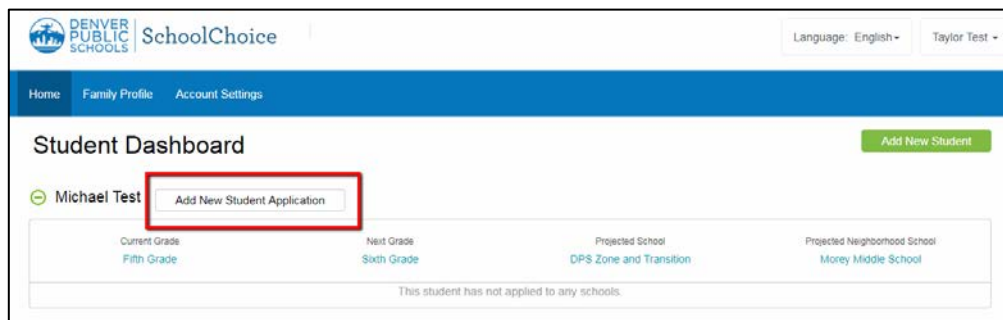 DENVER
PUBLIC
SCHOOLS
SchoolChoice
Language: English
Taylor Test
Home Family Profile Account Settings
Student Dashboard
Add New Student
Michael Test Add New Student Application
Current Grade Next Grade Projected School Projected Neighborhood School
Fifth Grade Sixth Grade DPS Zone and Transition Morey Middle School
This student has not applied to any schools.